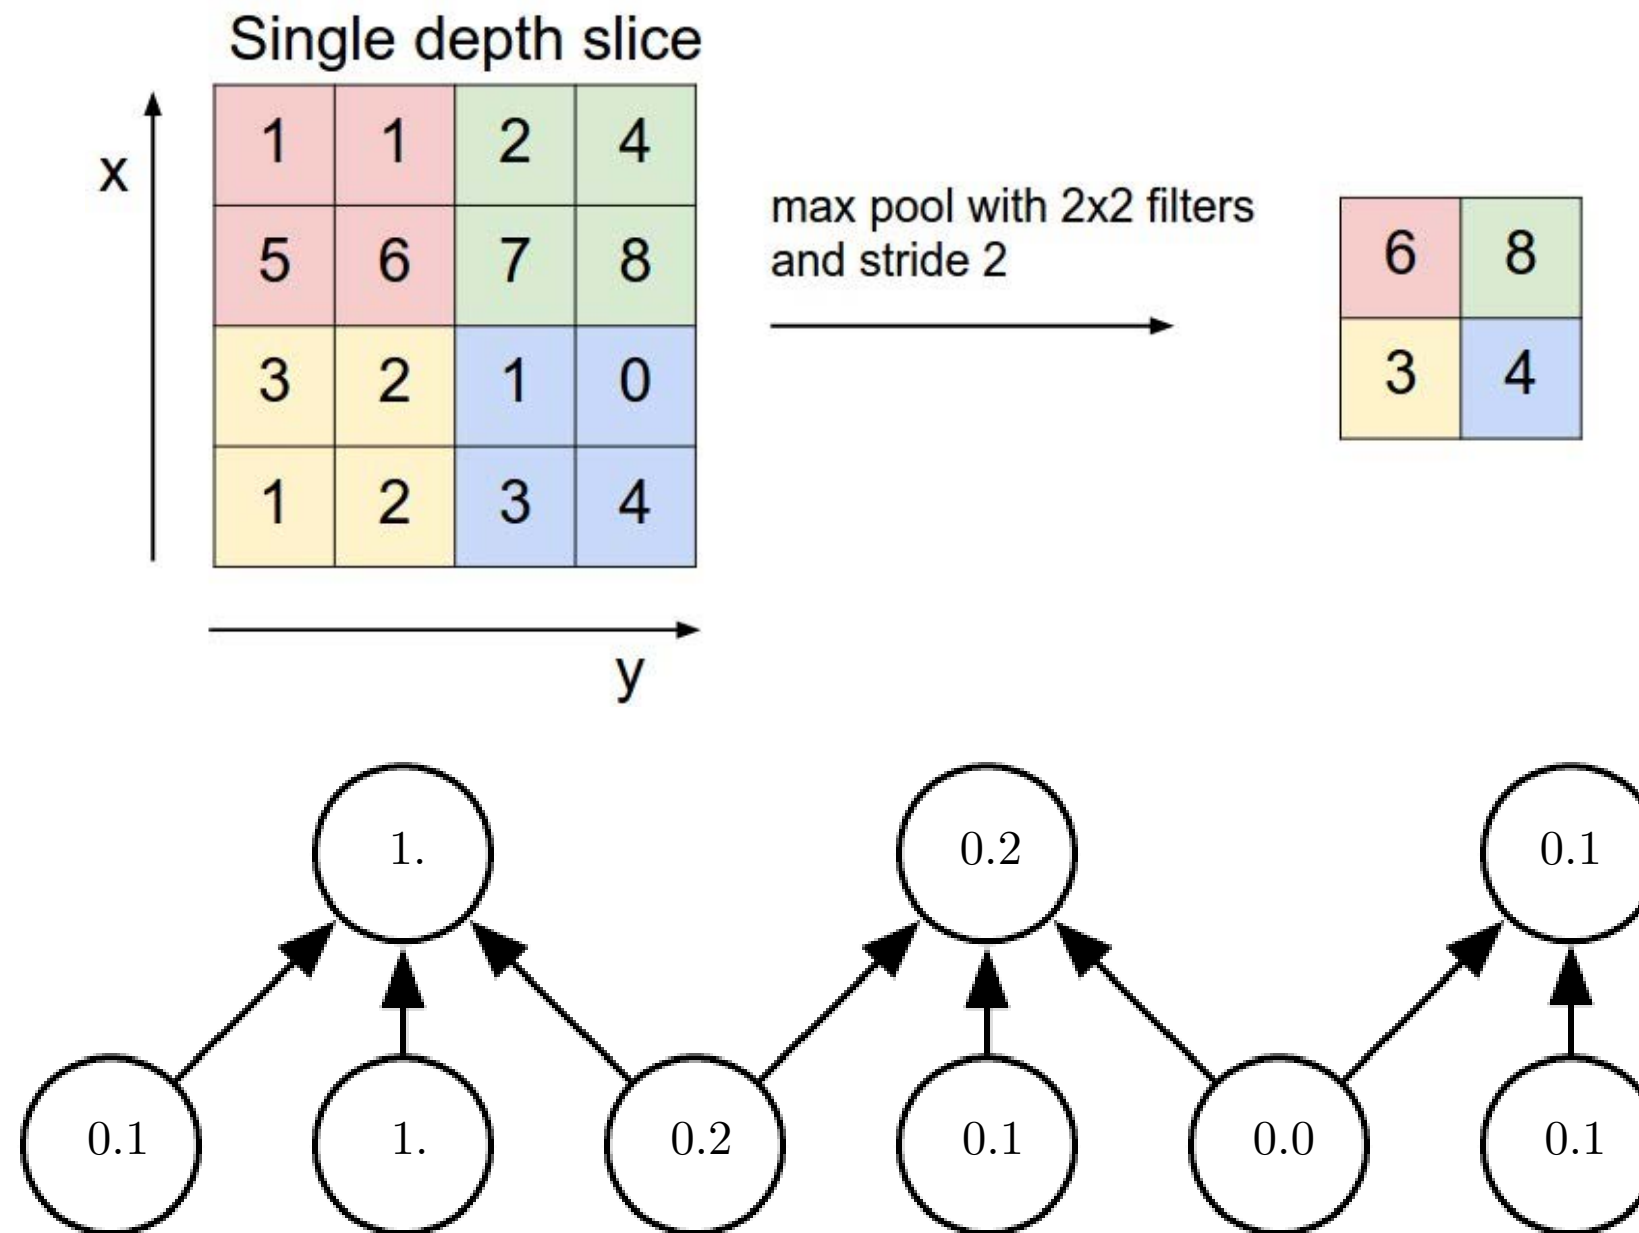 Single depth slice
x
1 1 2 4
5 6 7 8
3 2 1 0
1 2 3 4
y
max pool with 2x2 filters
and stride 2
6 8
3 4
1. 0.2 0.1
0.1 1. 0.2 0.1 0.0 0.1